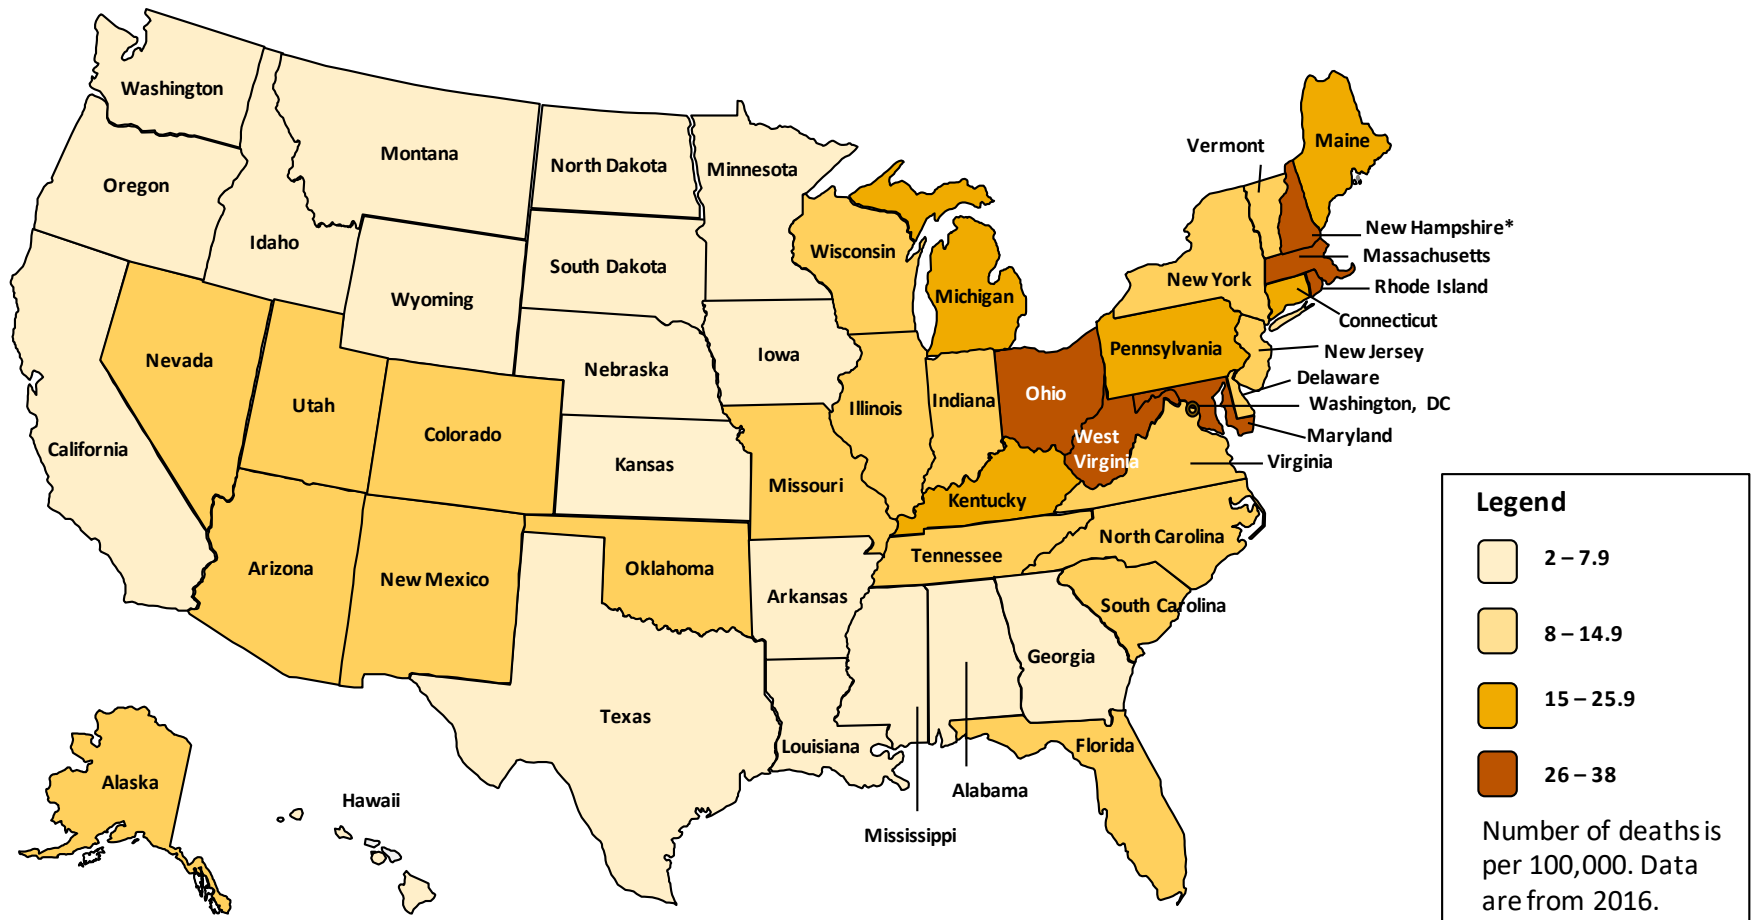 Washington
Montana
North Dakota
Minnesota
Oregon
Idaho
Wyoming
South Dakota
Wisconsin
Michigan
Vermont
Maine
New Hampshire*
Massachusetts
New York
Rhode Island
Connecticut
Pennsylvania
New Jersey
Delaware
Washington, DC
Maryland
Virginia
Nevada
Utah
Colorado
California
Nebraska
Iowa
Kansas
Missouri
Illinois
Indiana
Ohio
West
Virginia
Kentucky
Arizona
New Mexico
Oklahoma
Arkansas
Tennessee
North Carolina
South Carolina
Georgia
Texas
Louisiana
Florida
Alabama
Mississippi
Alaska
Hawaii
Legend
2 – 7.9
8 – 14.9
15 – 25.9
26 – 38
Number of deaths is
per 100,000. Data
are from 2016.